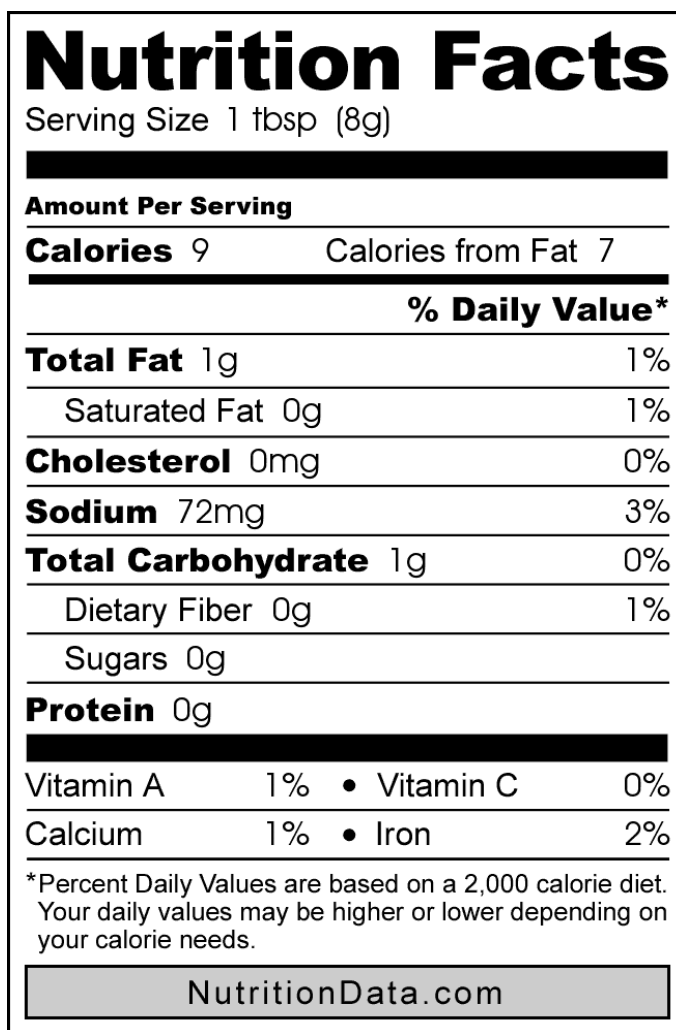 Nutrition Facts
Serving Size 1 tbsp (8g)
Amount Per Serving
Calories 9 Calories from Fat 7
% Daily Value*
Total Fat 1g 1%
Saturated Fat 0g 1%
Cholesterol 0mg 0%
Sodium 72mg 3%
Total Carbohydrate 1g 0%
Dietary Fiber 0g 1%
Sugars 0g
Protein 0g
Vitamin A 1% • Vitamin C 0%
Calcium 1% • Iron 2%
*Percent Daily Values are based on a 2,000 calorie diet.
Your daily values may be higher or lower depending on
your calorie needs.
NutritionData.com